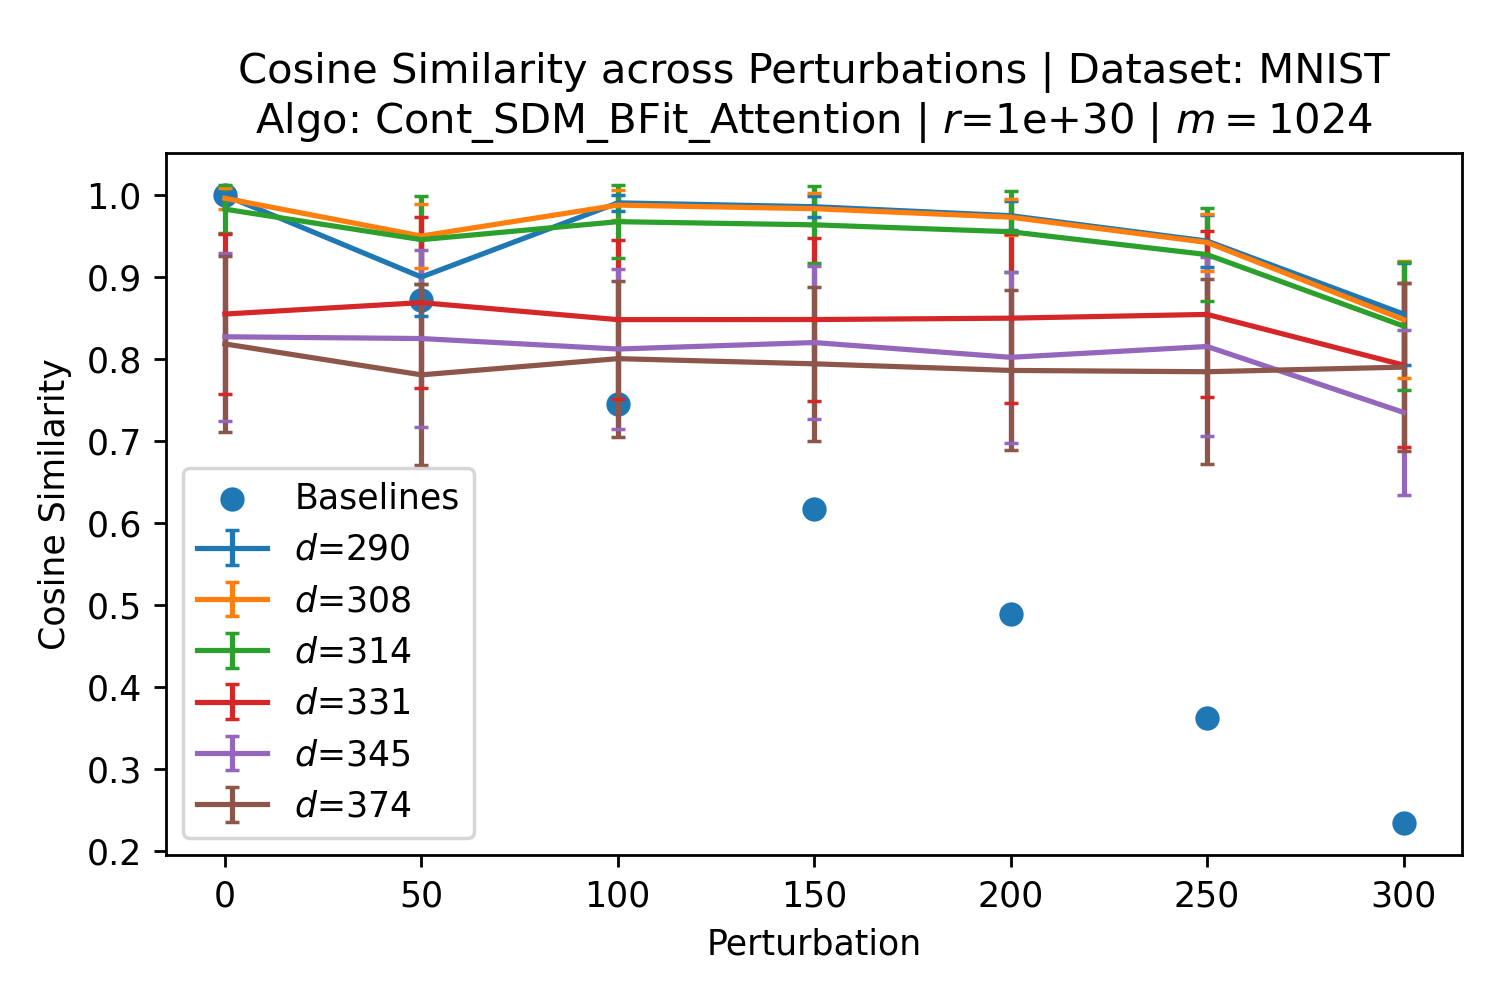 Cosine Similarity across Perturbations | Dataset: MNIST
Algo: Cont_SDM_BFit_Attention | r=1e+30 | m = 1024
Cosine Similarity
1.0
0.9
0.8
0.7
0.6
0.5
0.4
0.3
0.2
Baselines
d=290
d=308
d=314
d=331
d=345
d=374
0 50 100 150 200 250 300
Perturbation